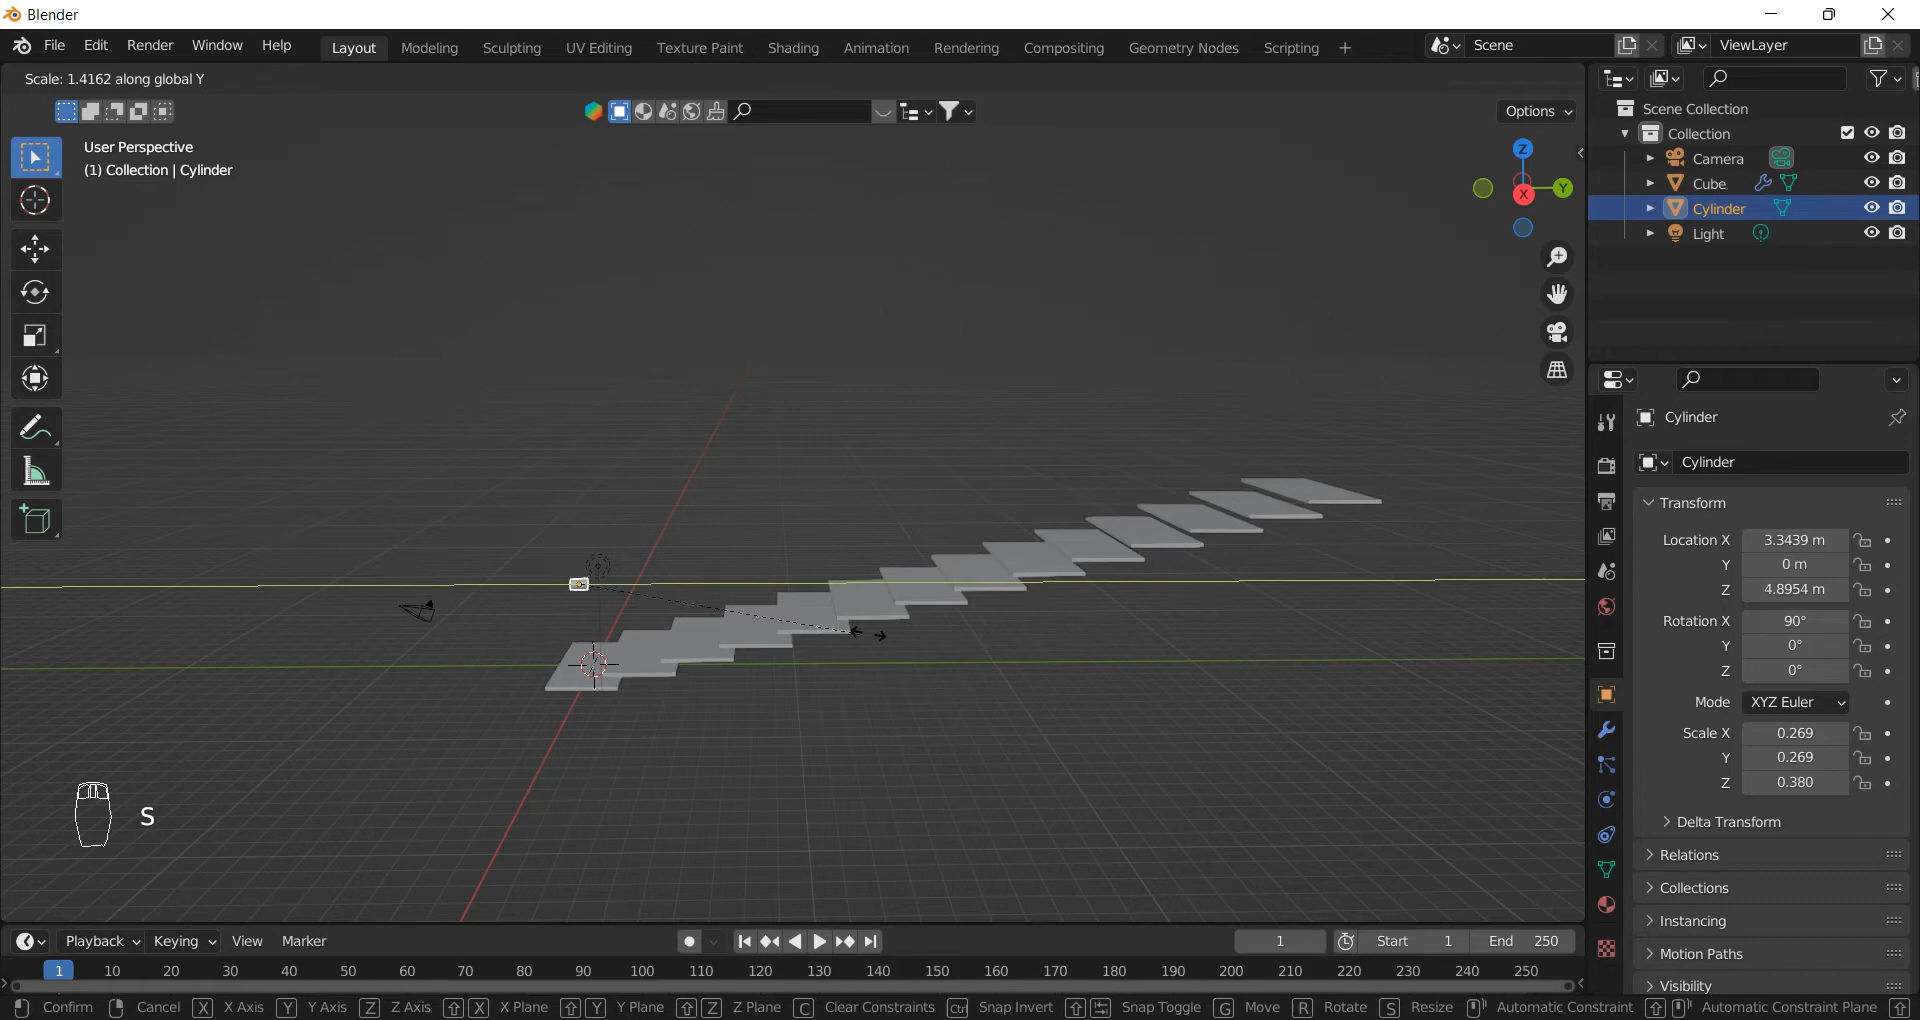 Blender
File Edit Render Window Help Layout Modeling Sculpting UV Editing Texture Paint Shading Animation Rendering Compositing Geometry Nodes Scripting + Scene ViewLayer
Scale: 1.4162 along global Y
Options
User Perspective
(1) Collection | Cylinder
Z
Y
X
Scene Collection
Collection
Camera
Cube
Cylinder
Light
Cylinder
Cylinder
Transform
Location X 3.3439 m
Y 0 m
Z 4.8954 m
Rotation X 90°
Y 0°
Z 0°
Mode XYZ Euler
Scale X 0.269
Y 0.269
Z 0.380
Delta Transform
Relations
Collections
Instancing
Motion Paths
Visibility
S
Playback Keying View Marker 1 Start 1 End 250
1 10 20 30 40 50 60 70 80 90 100 110 120 130 140 150 160 170 180 190 200 210 220 230 240 250
Confirm Cancel X X Axis Y Y Axis Z Z Axis X X Plane Y Y Plane Z Z Plane C Clear Constraints Ctrl Snap Invert Snap Toggle G Move R Rotate S Resize Automatic Constraint Automatic Constraint Plane